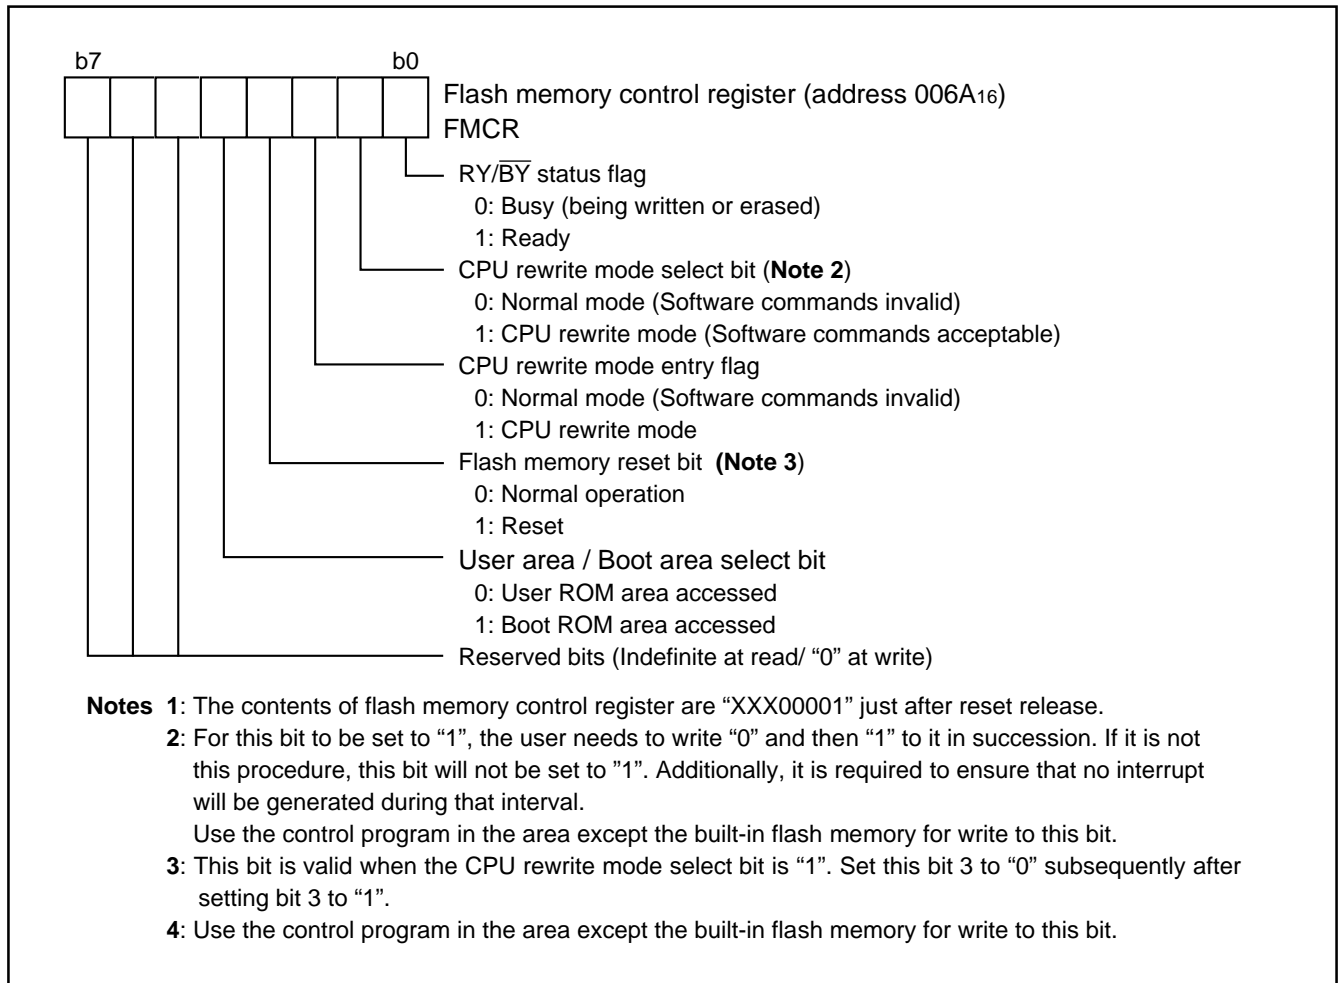 b7 b0
Flash memory control register (address 006A16)
FMCR
RY/BY status flag
0: Busy (being written or erased)
1: Ready
CPU rewrite mode select bit (Note 2)
0: Normal mode (Software commands invalid)
1: CPU rewrite mode (Software commands acceptable)
CPU rewrite mode entry flag
0: Normal mode (Software commands invalid)
1: CPU rewrite mode
Flash memory reset bit (Note 3)
0: Normal operation
1: Reset
User area / Boot area select bit
0: User ROM area accessed
1: Boot ROM area accessed
Reserved bits (Indefinite at read/ “0” at write)
Notes 1: The contents of flash memory control register are “XXX00001” just after reset release.
2: For this bit to be set to “1”, the user needs to write “0” and then “1” to it in succession. If it is not
this procedure, this bit will not be set to ”1”. Additionally, it is required to ensure that no interrupt
will be generated during that interval.
Use the control program in the area except the built-in flash memory for write to this bit.
3: This bit is valid when the CPU rewrite mode select bit is “1”. Set this bit 3 to “0” subsequently after
setting bit 3 to “1”.
4: Use the control program in the area except the built-in flash memory for write to this bit.